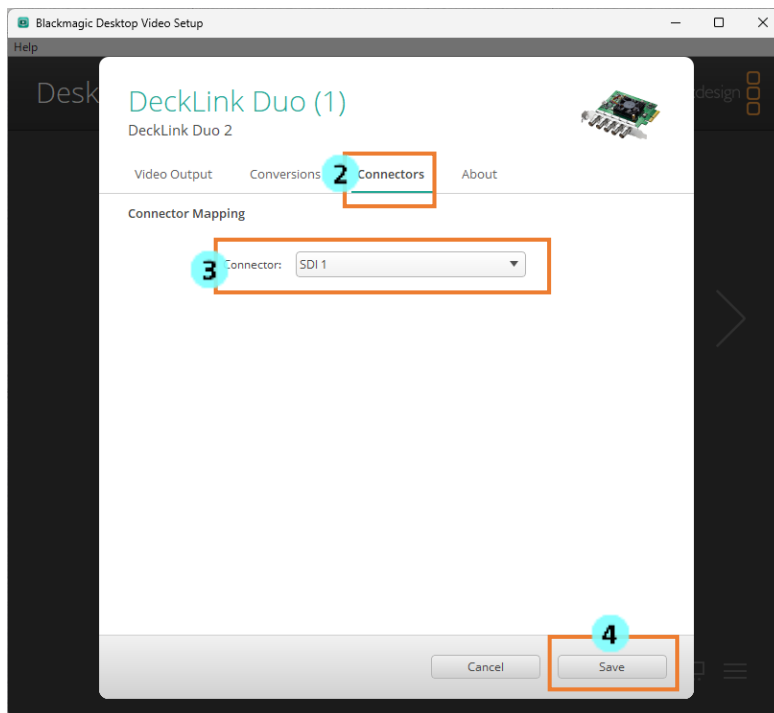 Blackmagic Desktop Video Setup
Help
Desk
design
DeckLink Duo (1)
DeckLink Duo 2
Video Output Conversions 2 Connectors About
Connector Mapping
3 Connector: SDI 1
4
Cancel Save